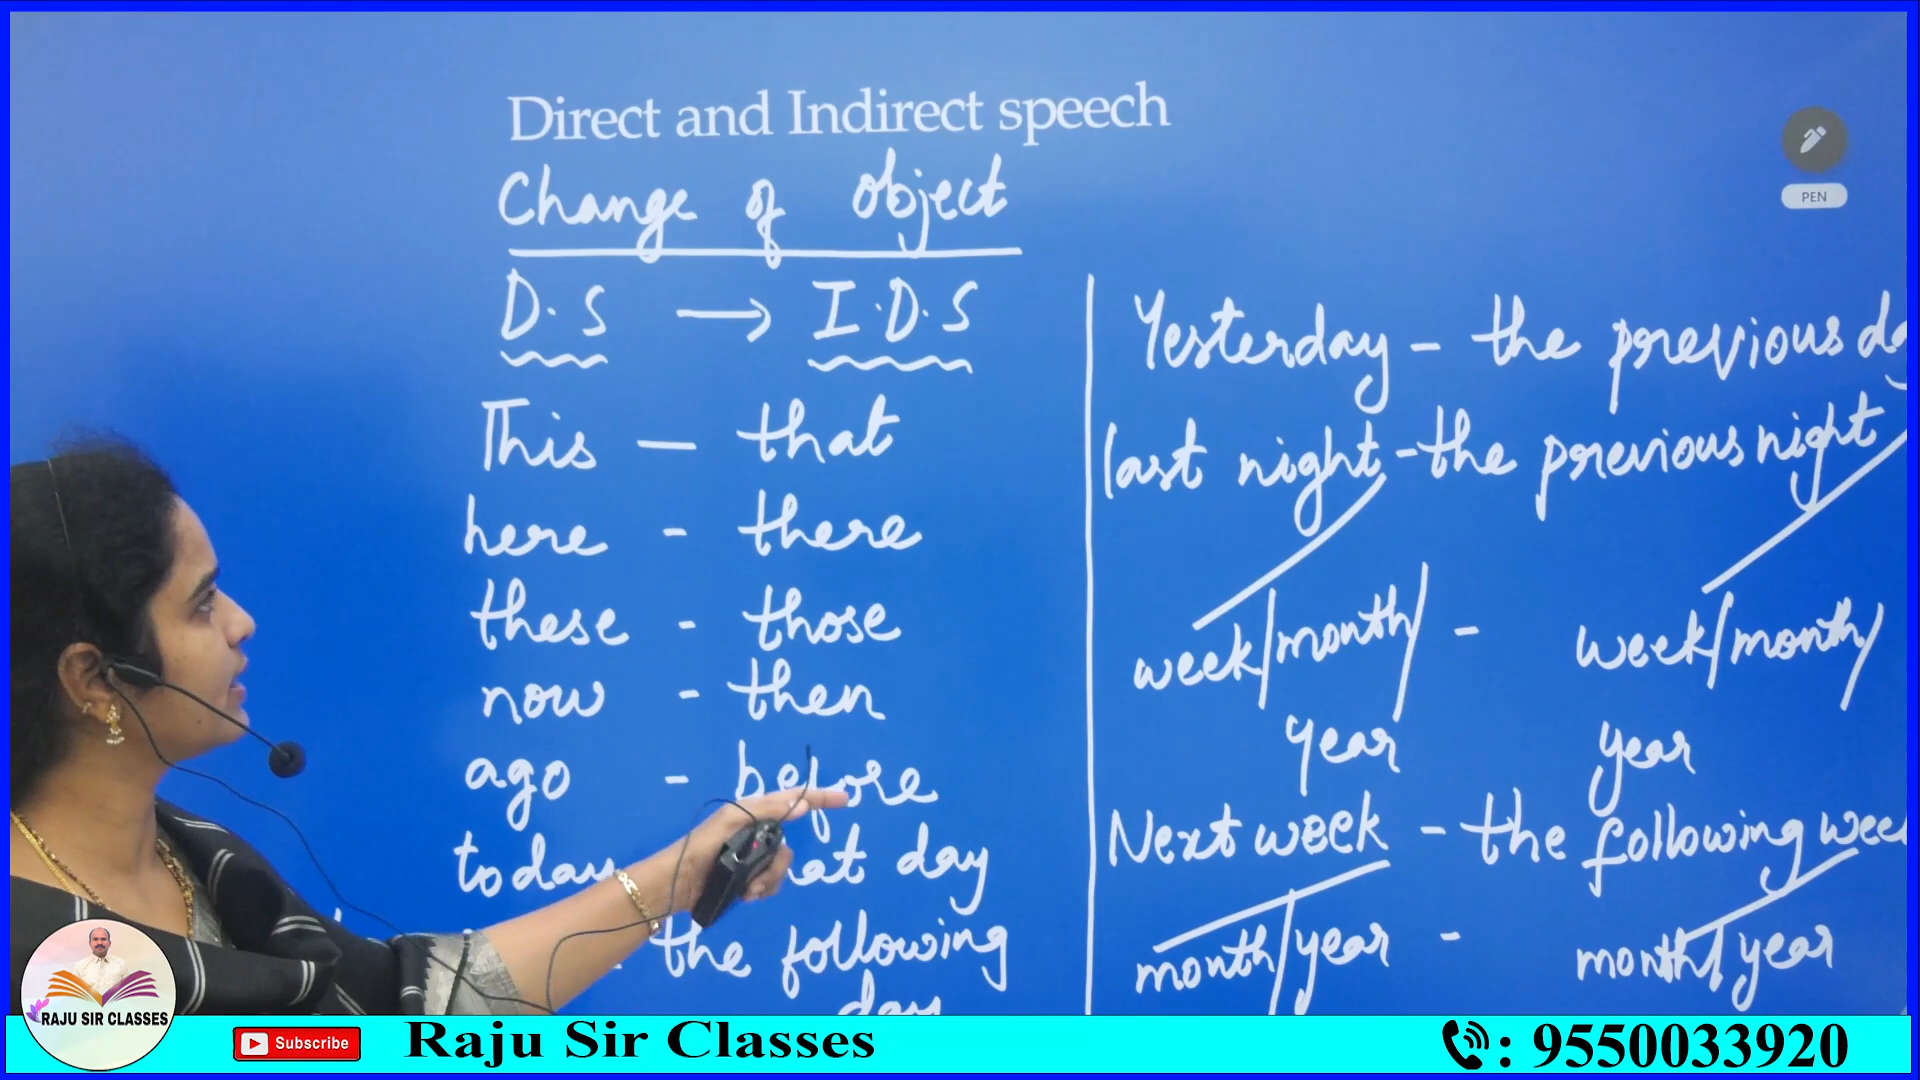 Direct and Indirect speech
Change of object
D.S → I.D.S
This — that
here - there
these - those
now - then
ago - before
today
day
the following
day
Yesterday - the previous
last night - the previous night
week/month/ - week/month/
year year
Next week - the following
month/year - month/year
PEN
RAJU SIR CLASSES
Subscribe
Raju Sir Classes
: 9550033920